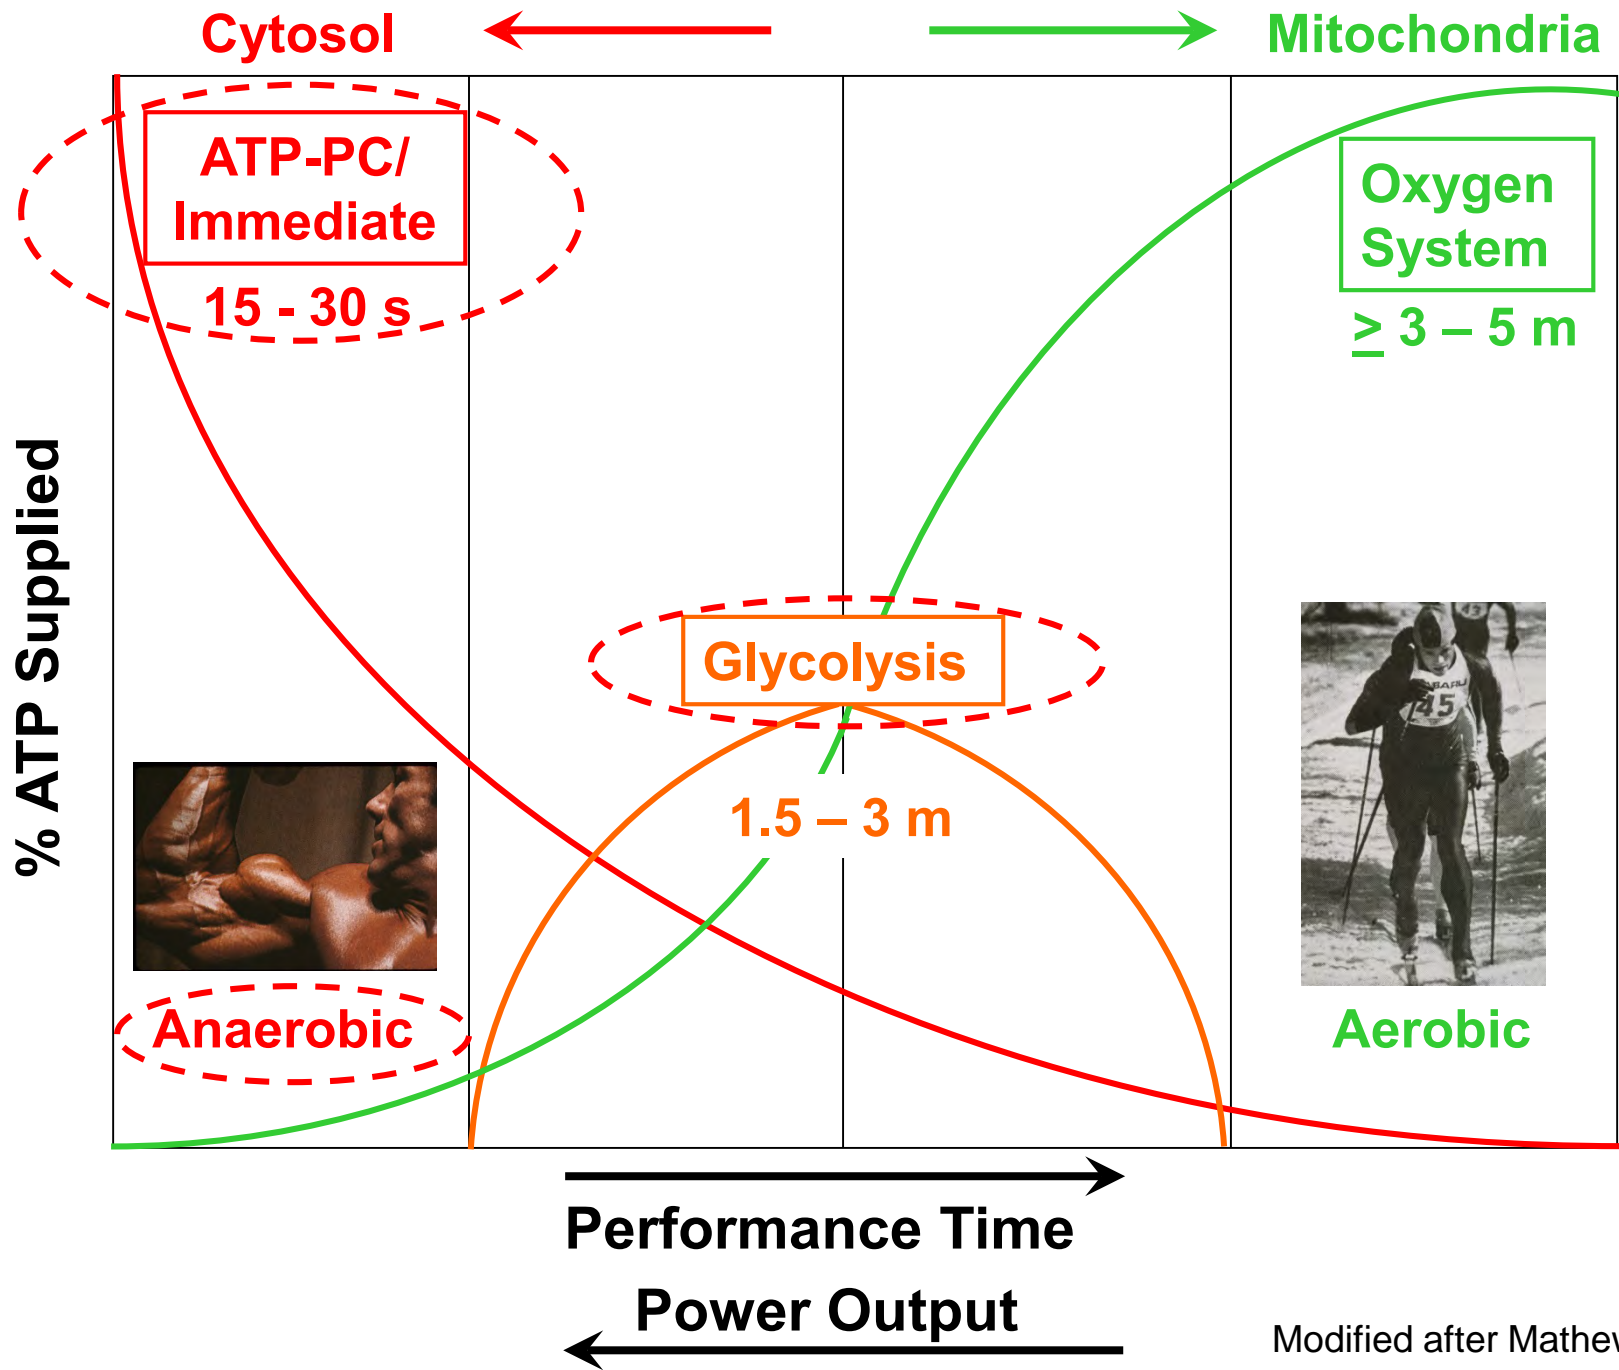 Cytosol
Mitochondria
ATP-PC/
Immediate
15 - 30 s
Oxygen
System
≥ 3 – 5 m
% ATP Supplied
Glycolysis
1.5 – 3 m
45
Anaerobic
Aerobic
Performance Time
Power Output
Modified after Mathew